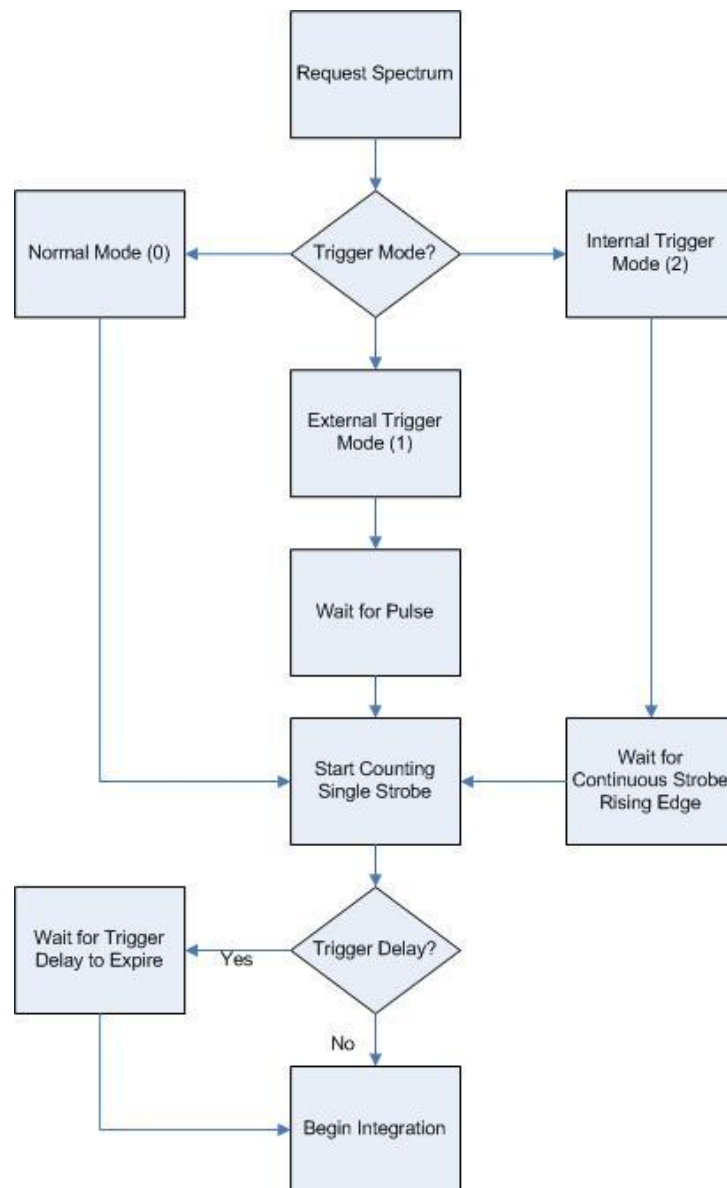 Request Spectrum
Normal Mode (0)
Trigger Mode?
Internal Trigger
Mode (2)
External Trigger
Mode (1)
Wait for Pulse
Start Counting
Single Strobe
Wait for
Continuous Strobe
Rising Edge
Wait for Trigger
Delay to Expire
Yes
Trigger Delay?
No
Begin Integration